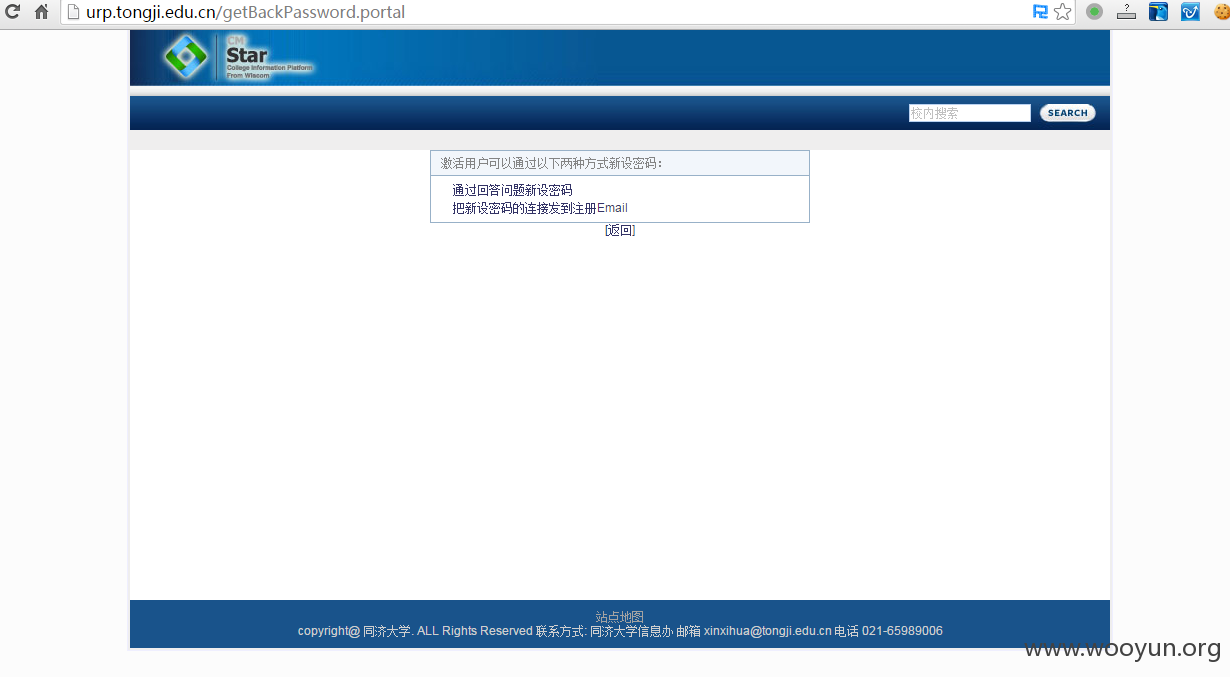 urp.tongji.edu.cn/getBackPassword.portal
CM
Star
College Information Platform
From Wiscom
校内搜索
SEARCH
激活用户可以通过以下两种方式新设密码：
通过回答问题新设密码
把新设密码的连接发到注册Email
[返回]
站点地图
copyright@ 同济大学. ALL Rights Reserved 联系方式: 同济大学信息办 邮箱 xinxihua@tongji.edu.cn 电话 021-65989006
www.wooyun.org